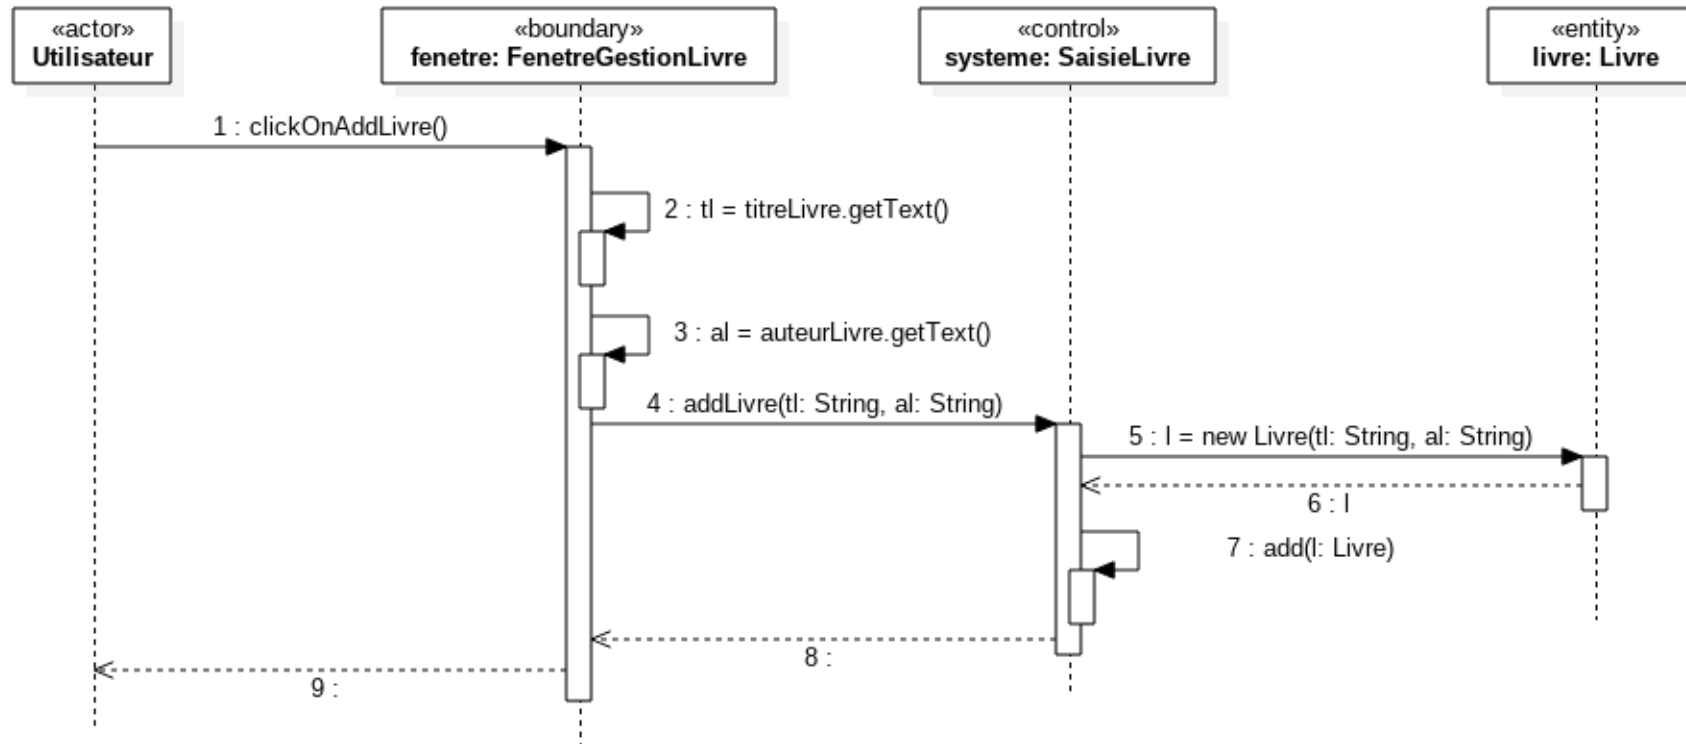 «actor»
Utilisateur
«boundary»
fenetre: FenetreGestionLivre
«control»
systeme: SaisieLivre
«entity»
livre: Livre
1 : clickOnAddLivre()
2 : tl = titreLivre.getText()
3 : al = auteurLivre.getText()
4 : addLivre(tl: String, al: String)
5 : l = new Livre(tl: String, al: String)
6 : l
7 : add(l: Livre)
8 :
9 :